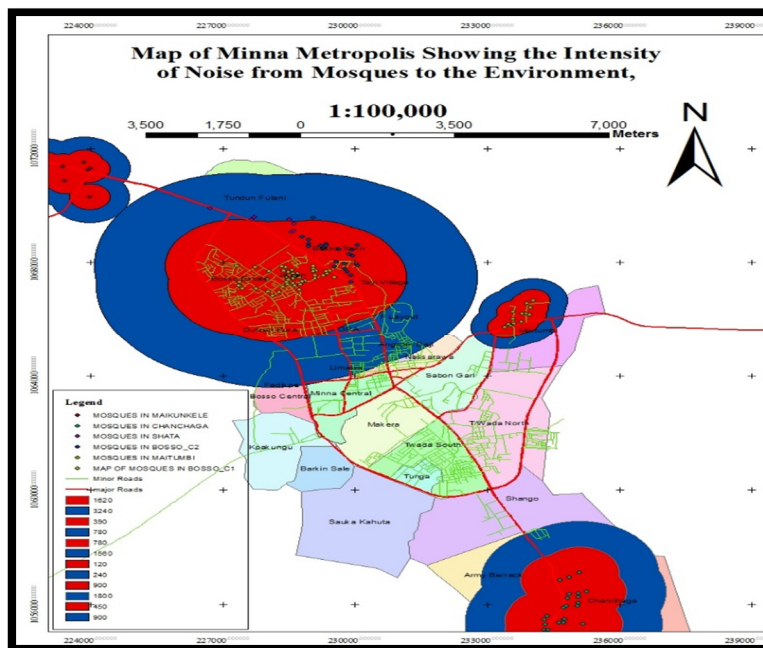 224000 227000 230000 233000 236000 239000
Map of Minna Metropolis Showing the Intensity
of Noise from Mosques to the Environment,
1:100,000
3,500 1,750 0 3,500 7,000
Meters
N
1072000
1068000
1064000
1060000
1056000
Tundun Fulani
Sabon Gari
Minna Central
Bosso Central
Makera
T/Wada North
Kpakungu
Twada South
Barkin Sale
Tunga
Shango
Sauka Kahuta
Army Barrack
Chanchaga
Nassarawa
Legend
MOSQUES IN MAIKUNKELE
MOSQUES IN CHANCHAGA
MOSQUES IN SHATA
MOSQUES IN BOSSO_C2
MOSQUES IN MAITUMBI
MAP OF MOSQUES IN BOSSO_C1
Minor Roads
major Roads
1620
3240
390
780
780
1560
120
240
900
1800
450
900
224000 227000 230000 233000 236000 239000